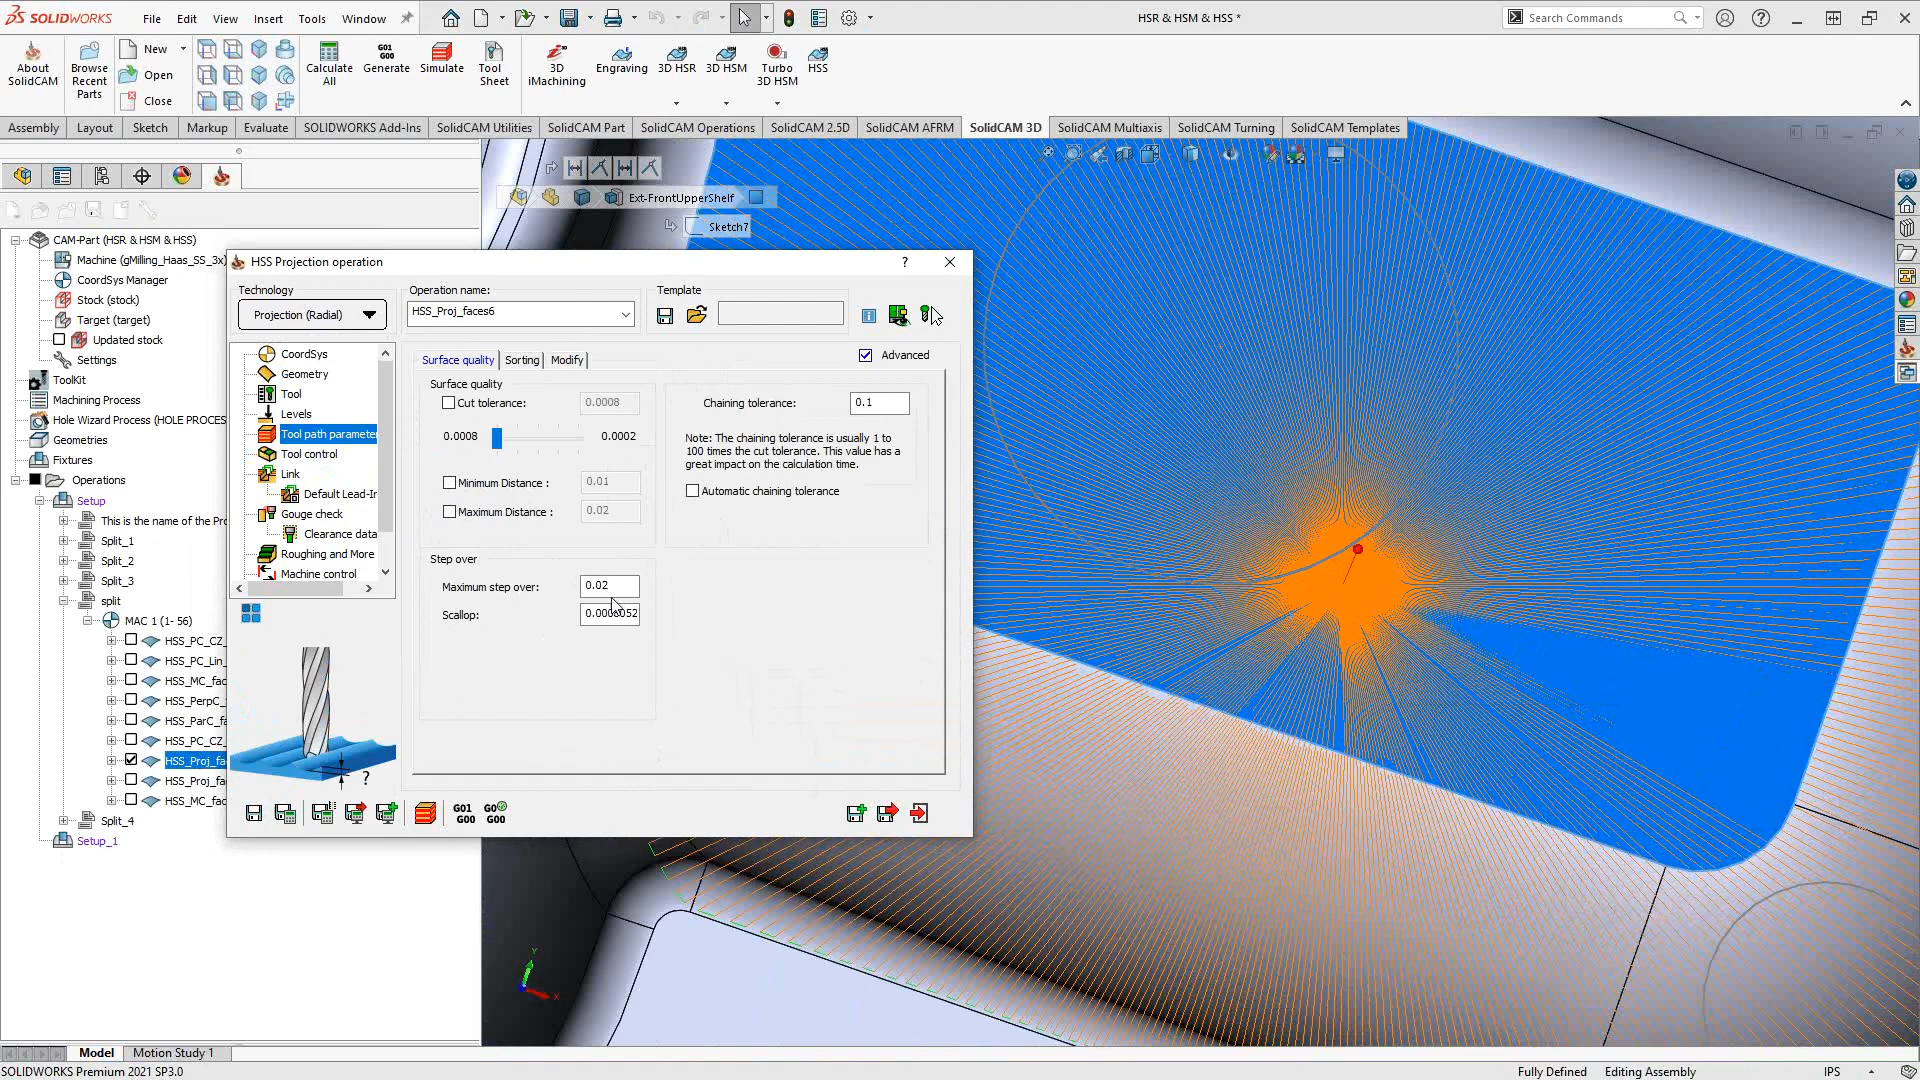 SOLIDWORKS
File
Edit
View
Insert
Tools
Window
HSR & HSM & HSS *
Search Commands
About SolidCAM
Browse Recent Parts
New
Open
Close
Calculate All
G01 G00
Generate
Simulate
Tool Sheet
3D iMachining
Engraving
3D HSR
3D HSM
Turbo 3D HSM
HSS
Assembly
Layout
Sketch
Markup
Evaluate
SOLIDWORKS Add-Ins
SolidCAM Utilities
SolidCAM Part
SolidCAM Operations
SolidCAM 2.5D
SolidCAM AFRM
SolidCAM 3D
SolidCAM Multiaxis
SolidCAM Turning
SolidCAM Templates
Ext-FrontUpperShelf
Sketch7
CAM-Part (HSR & HSM & HSS)
Machine (gMilling_Haas_SS_3x)
CoordSys Manager
Stock (stock)
Target (target)
Updated stock
Settings
ToolKit
Machining Process
Hole Wizard Process (HOLE PROCES
Geometries
Fixtures
Operations
Setup
This is the name of the Pro
Split_1
Split_2
Split_3
split
MAC 1 (1- 56)
HSS_PC_CZ_
HSS_PC_Lin_
HSS_MC_fac
HSS_PerpC_
HSS_ParC_fa
HSS_PC_CZ_
HSS_Proj_fa
HSS_Proj_fa
HSS_MC_fac
Split_4
Setup_1
HSS Projection operation
?
Technology
Projection (Radial)
Operation name:
HSS_Proj_faces6
Template
CoordSys
Geometry
Tool
Levels
Tool path parameter
Tool control
Link
Default Lead-In
Gouge check
Clearance data
Roughing and More
Machine control
Surface quality
Sorting
Modify
Advanced
Surface quality
Cut tolerance:
0.0008
0.0008
0.0002
Minimum Distance :
0.01
Maximum Distance :
0.02
Chaining tolerance:
0.1
Note: The chaining tolerance is usually 1 to
100 times the cut tolerance. This value has a
great impact on the calculation time.
Automatic chaining tolerance
Step over
Maximum step over:
0.02
Scallop:
?
G01 G00
G0 G00
Y
X
Model
Motion Study 1
SOLIDWORKS Premium 2021 SP3.0
Fully Defined
Editing Assembly
IPS